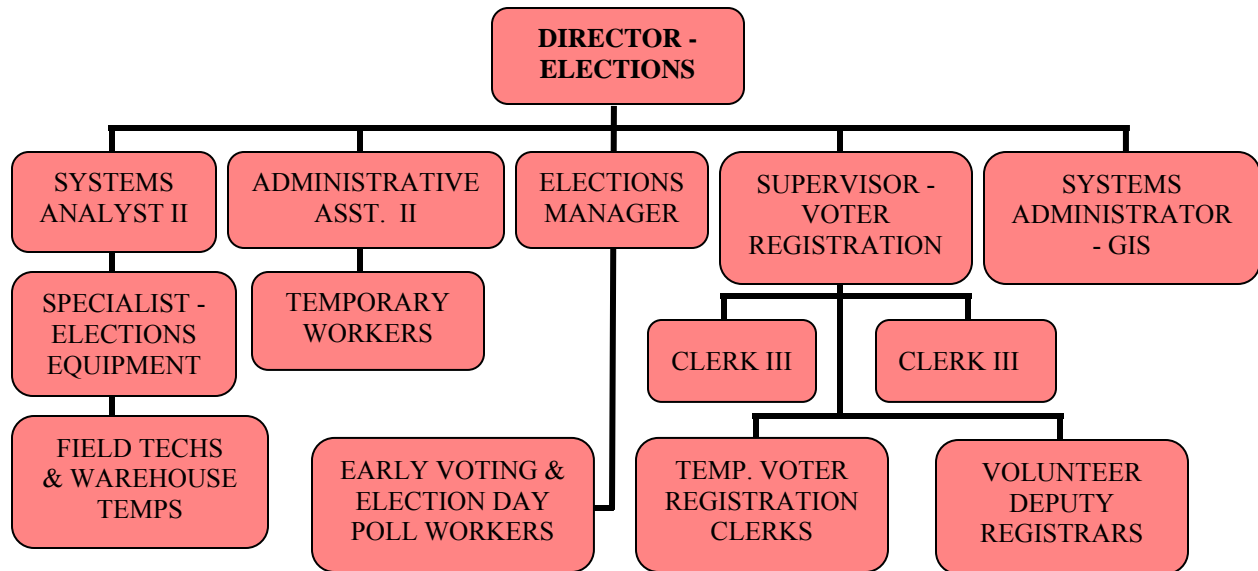 DIRECTOR -
ELECTIONS
SYSTEMS
ANALYST II
ADMINISTRATIVE
ASST. II
ELECTIONS
MANAGER
SUPERVISOR -
VOTER
REGISTRATION
SYSTEMS
ADMINISTRATOR
- GIS
SPECIALIST -
ELECTIONS
EQUIPMENT
TEMPORARY
WORKERS
CLERK III
CLERK III
FIELD TECHS
& WAREHOUSE
TEMPS
EARLY VOTING &
ELECTION DAY
POLL WORKERS
TEMP. VOTER
REGISTRATION
CLERKS
VOLUNTEER
DEPUTY
REGISTRARS